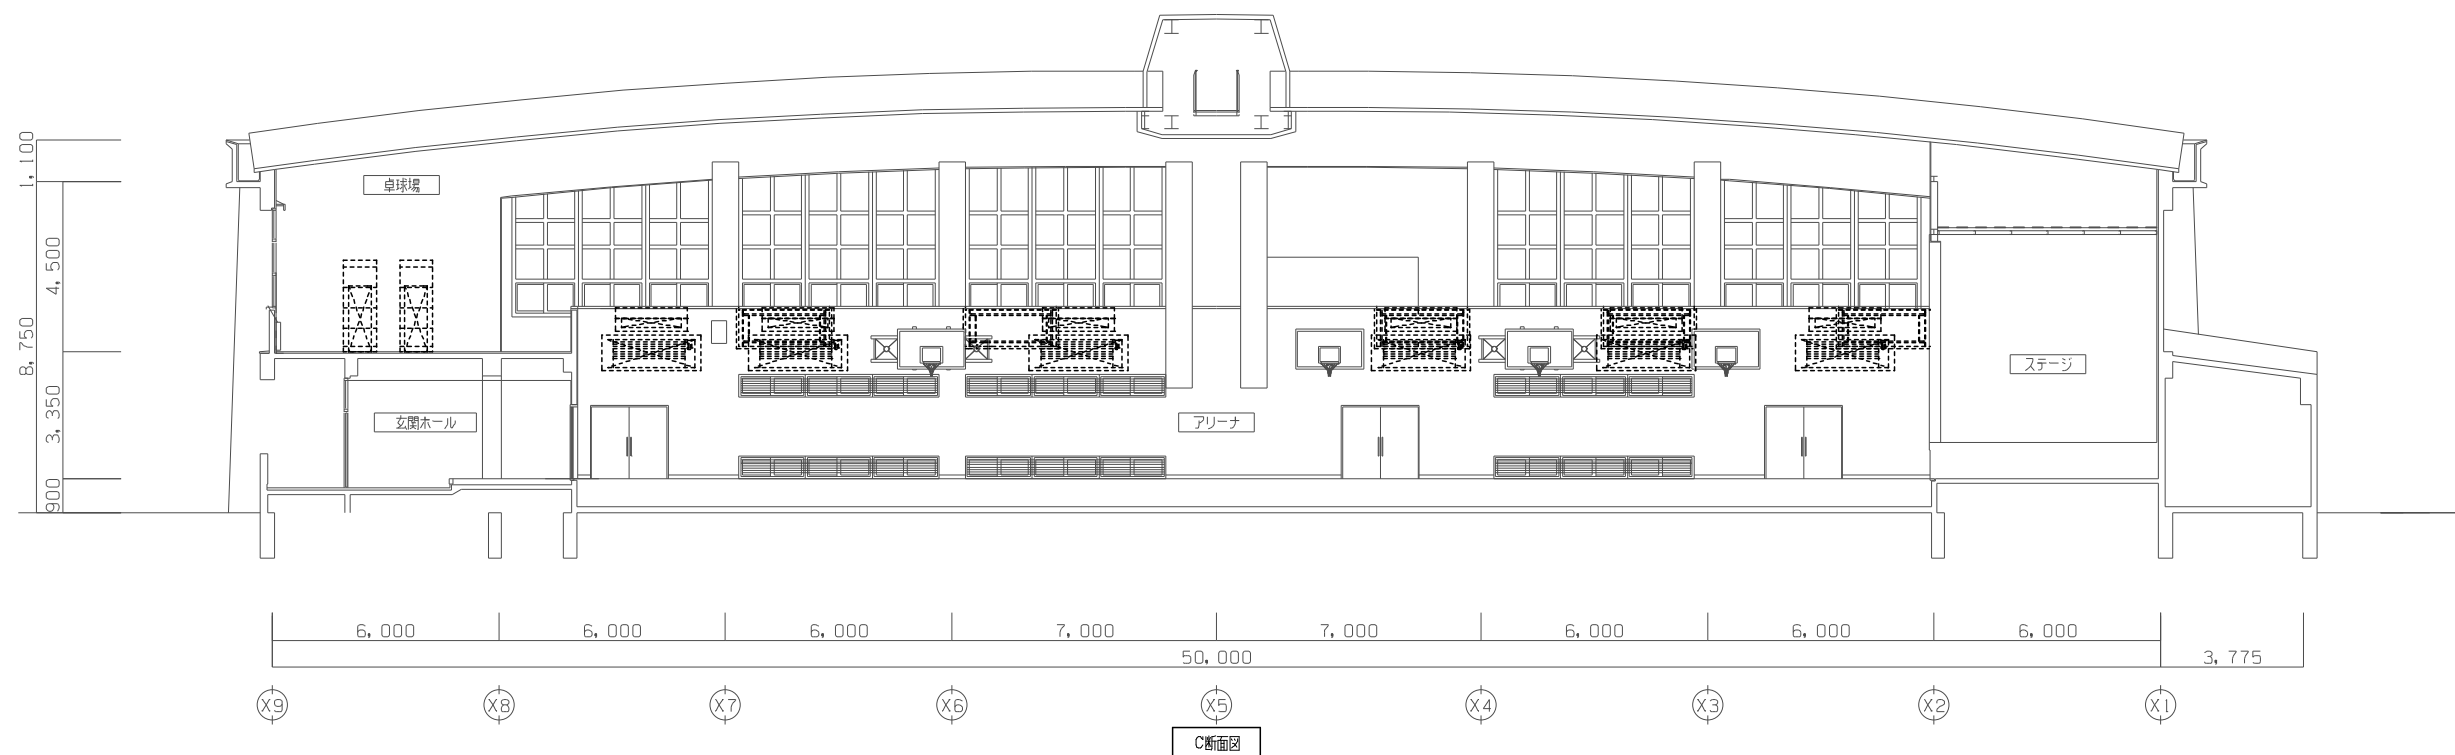 卓球場
1,100
4,500
8,750
3,350
900
玄関ホール
アリーナ
ステージ
6,000
6,000
6,000
7,000
7,000
6,000
6,000
6,000
50,000
3,775
X9
X8
X7
X6
X5
X4
X3
X2
X1
C断面図